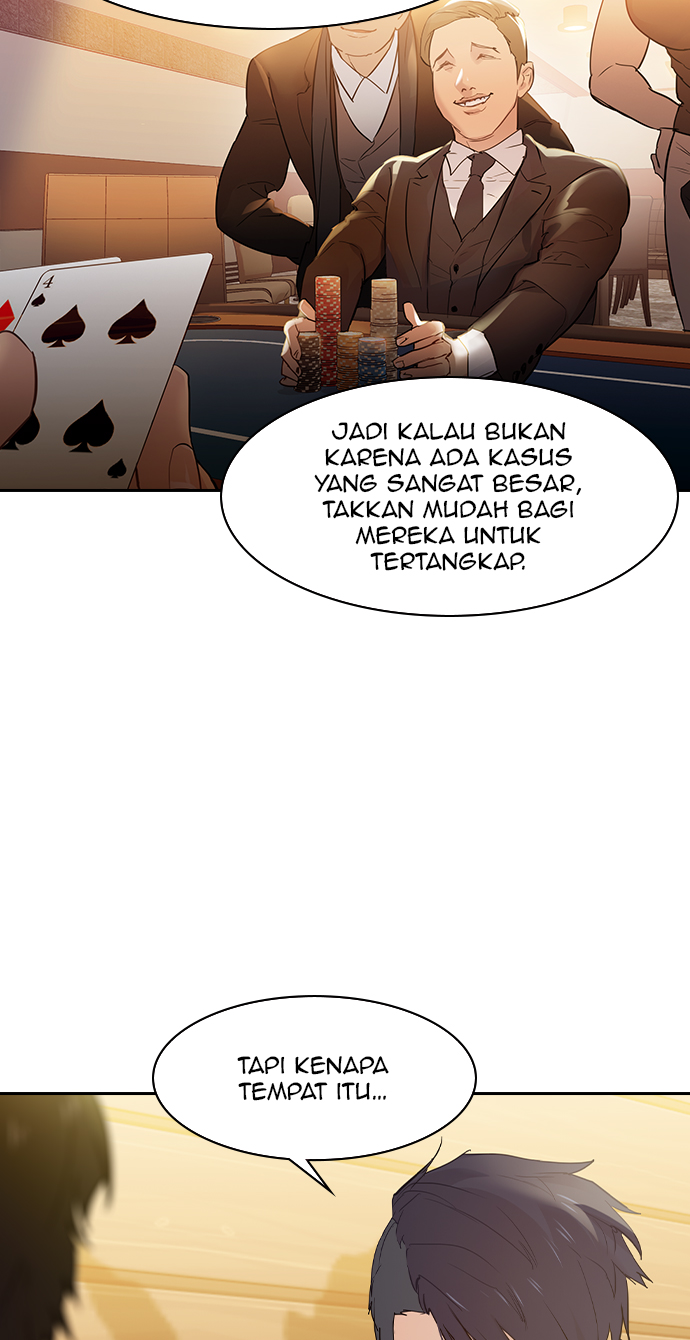 4
JADI KALAU BUKAN
KARENA ADA KASUS
YANG SANGAT BESAR,
TAKKAN MUDAH BAGI
MEREKA UNTUK
TERTANGKAP.
TAPI KENAPA
TEMPAT ITU...